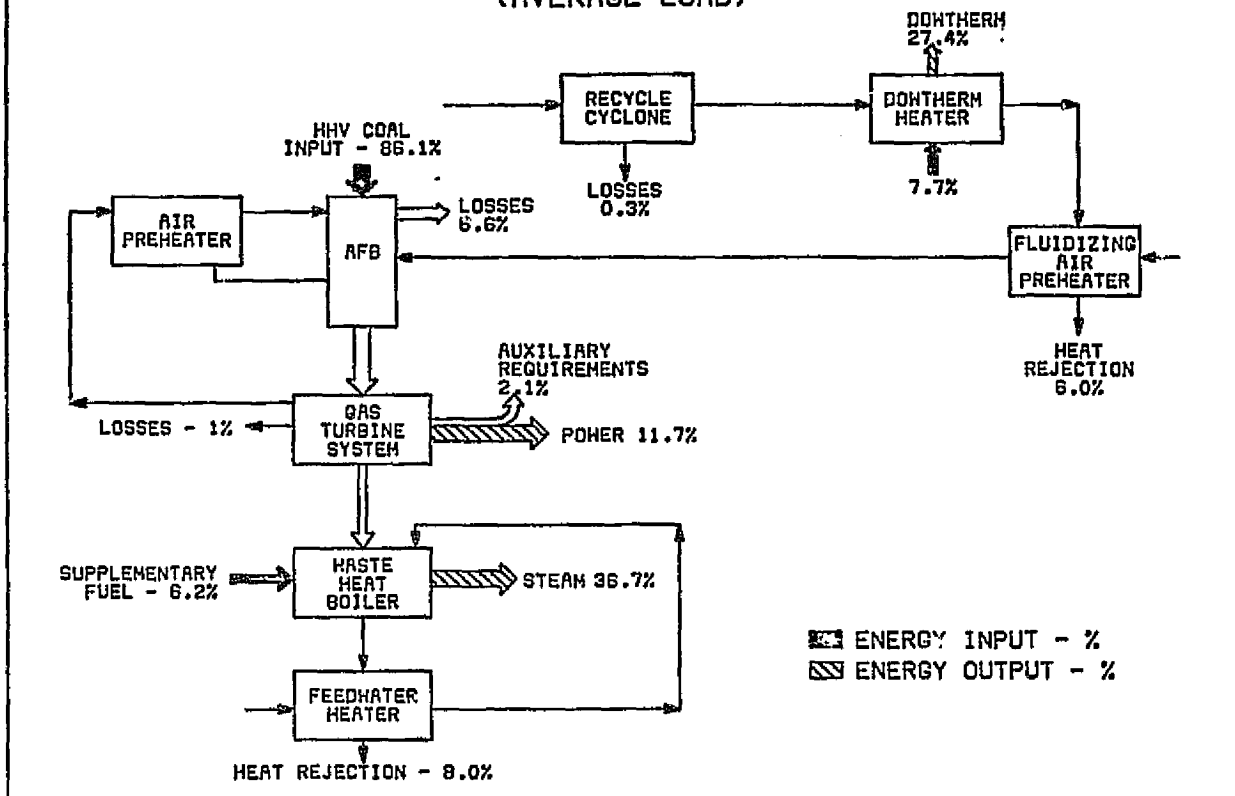 (AVERAGE LOAD)
DOWTHERM
27.4%
RECYCLE
CYCLONE
DOWTHERM
HEATER
HHV COAL
INPUT - 86.1%
LOSSES
0.3%
7.7%
AIR
PREHEATER
AFB
LOSSES
6.6%
FLUIDIZING
AIR
PREHEATER
AUXILIARY
REQUIREMENTS
2.1%
HEAT
REJECTION
6.0%
LOSSES - 1%
GAS
TURBINE
SYSTEM
POWER 11.7%
SUPPLEMENTARY
FUEL - 6.2%
WASTE
HEAT
BOILER
STEAM 36.7%
ENERGY INPUT - %
ENERGY OUTPUT - %
FEEDWATER
HEATER
HEAT REJECTION - 8.0%